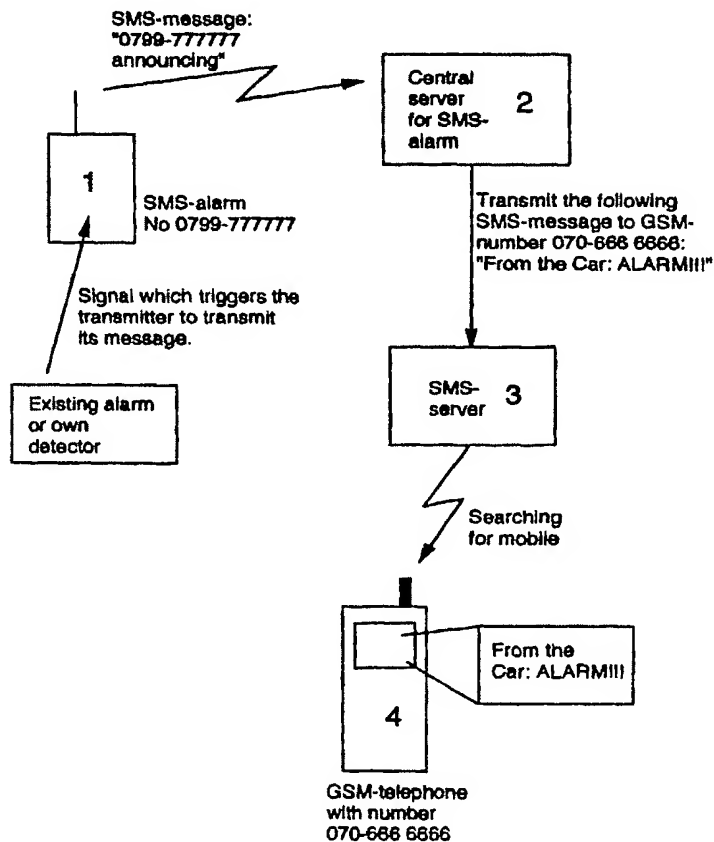 SMS-message:
"0799-777777
announcing"
Central
server
for SMS-
alarm
2
1
SMS-alarm
No 0799-777777
Transmit the following
SMS-message to GSM-
number 070-666 6666:
"From the Car: ALARM!!!"
Signal which triggers the
transmitter to transmit
its message.
Existing alarm
or own
detector
SMS-
server
3
Searching
for mobile
From the
Car: ALARM!!!
4
GSM-telephone
with number
070-666 6666